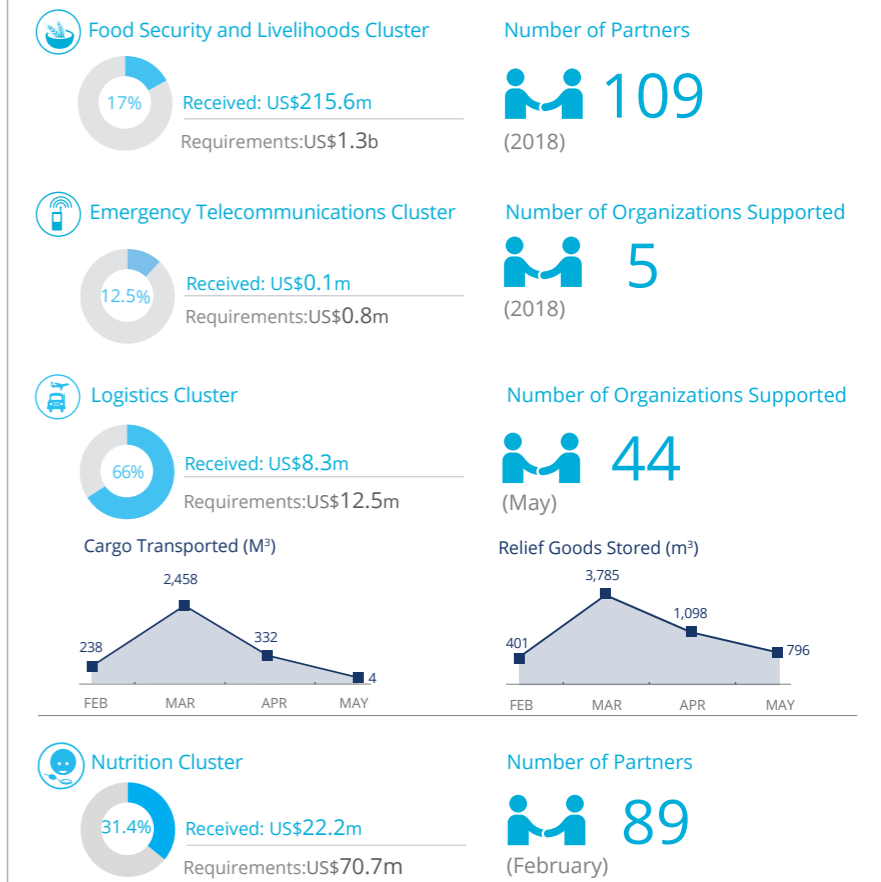 Food Security and Livelihoods Cluster
Number of Partners
17%
Received: US$215.6m
Requirements:US$1.3b
109
(2018)
Emergency Telecommunications Cluster
Number of Organizations Supported
12.5%
Received: US$0.1m
Requirements:US$0.8m
5
(2018)
Logistics Cluster
Number of Organizations Supported
66%
Received: US$8.3m
Requirements:US$12.5m
44
(May)
Cargo Transported (M³)
2,458
238
332
4
FEB MAR APR MAY
Relief Goods Stored (m³)
3,785
1,098
401
796
FEB MAR APR MAY
Nutrition Cluster
Number of Partners
31.4%
Received: US$22.2m
Requirements:US$70.7m
89
(February)